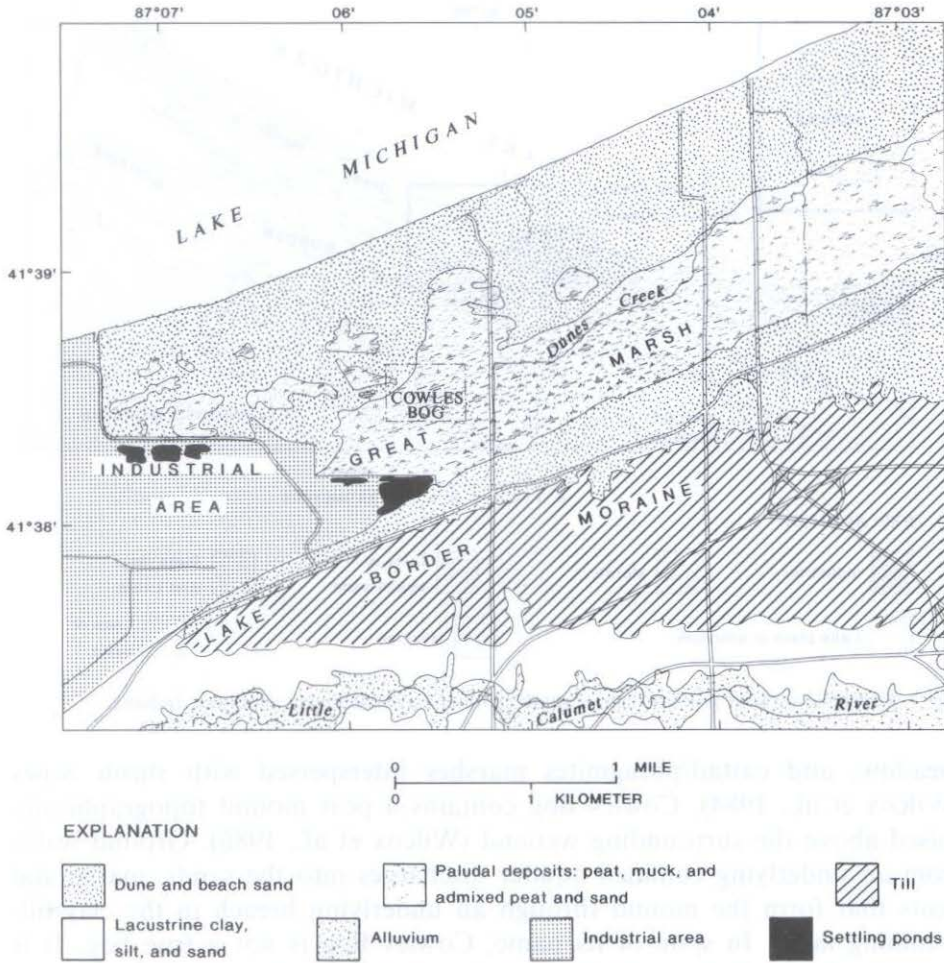 87°07' 06' 05' 04' 87°03'
LAKE MICHIGAN
41°39'
Dunes Creek
MARSH
COWLES
BOG
GREAT
INDUSTRIAL
AREA
41°38'
LAKE BORDER MORAINE
Little Calumet River
0 1 MILE
0 1 KILOMETER
EXPLANATION
Dune and beach sand
Paludal deposits: peat, muck, and
admixed peat and sand
Till
Lacustrine clay,
silt, and sand
Alluvium
Industrial area
Settling ponds